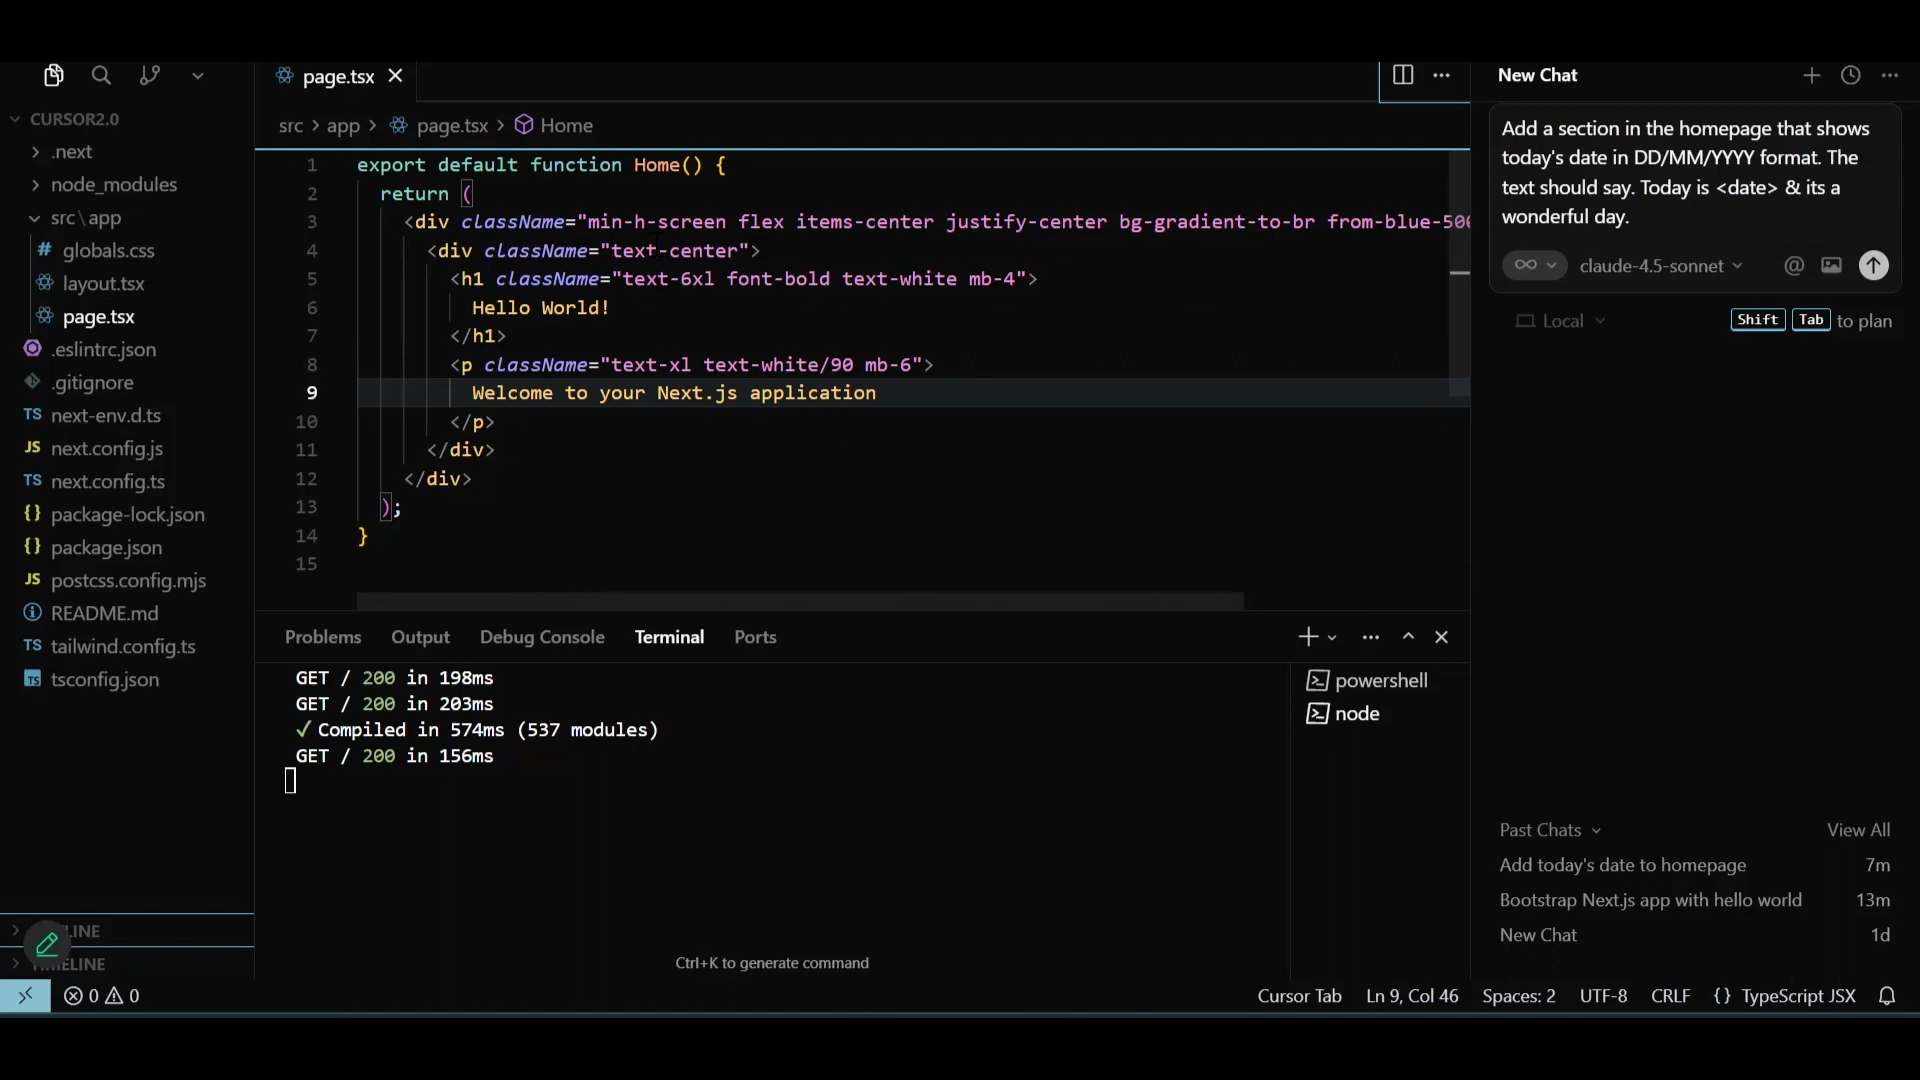 page.tsx
New Chat
CURSOR2.0
.next
node_modules
src\app
globals.css
layout.tsx
page.tsx
.eslintrc.json
.gitignore
TS next-env.d.ts
JS next.config.js
TS next.config.ts
{} package-lock.json
{} package.json
JS postcss.config.mjs
README.md
TS tailwind.config.ts
TS tsconfig.json
LINE
TIMELINE
src > app > page.tsx > Home
1 export default function Home() {
2 return (
3 <div className="min-h-screen flex items-center justify-center bg-gradient-to-br from-blue-500
4 <div className="text-center">
5 <h1 className="text-6xl font-bold text-white mb-4">
6 Hello World!
7 </h1>
8 <p className="text-xl text-white/90 mb-6">
9 Welcome to your Next.js application
10 </p>
11 </div>
12 </div>
13 );
14 }
15
Problems Output Debug Console Terminal Ports
GET / 200 in 198ms
GET / 200 in 203ms
✓ Compiled in 574ms (537 modules)
GET / 200 in 156ms
Ctrl+K to generate command
powershell
node
Add a section in the homepage that shows
today's date in DD/MM/YYYY format. The
text should say. Today is <date> & its a
wonderful day.
∞ claude-4.5-sonnet @
Local Shift Tab to plan
Past Chats View All
Add today's date to homepage 7m
Bootstrap Next.js app with hello world 13m
New Chat 1d
0 0 Cursor Tab Ln 9, Col 46 Spaces: 2 UTF-8 CRLF {} TypeScript JSX